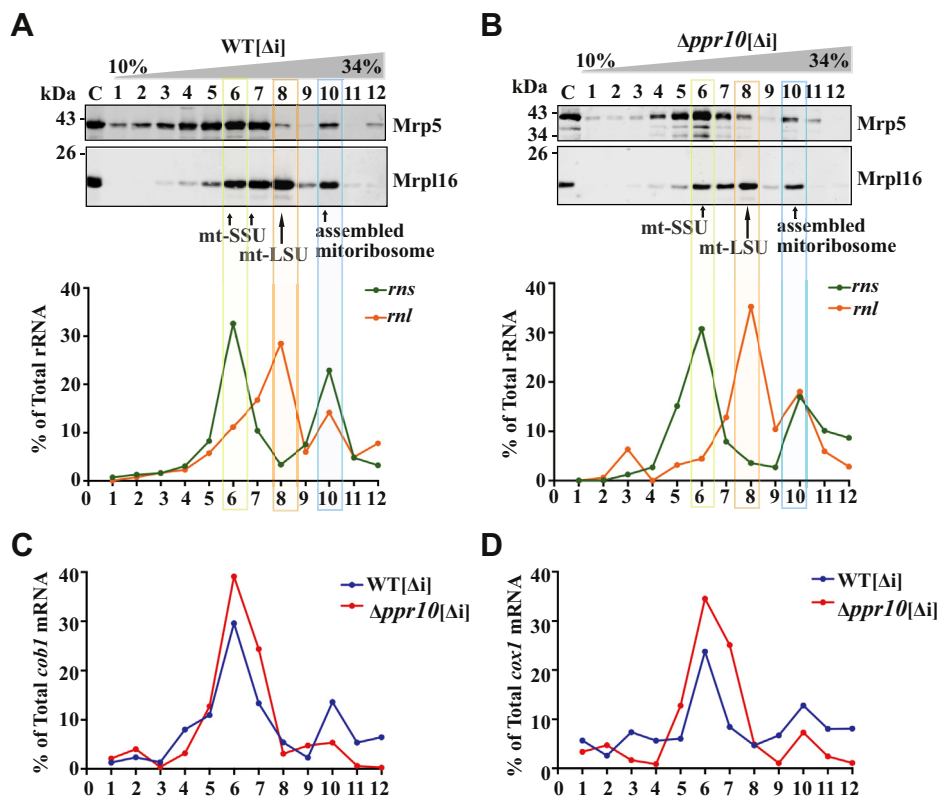 A
WT[Δi]
10%
34%
kDa C 1 2 3 4 5 6 7 8 9 10 11 12
43
Mrp5
26
Mrpl16
mt-SSU
mt-LSU
assembled
mitoribosome
% of Total rRNA
40
30
20
10
0
rns
rnl
0 1 2 3 4 5 6 7 8 9 10 11 12
B
Δppr10[Δi]
10%
34%
kDa C 1 2 3 4 5 6 7 8 9 10 11 12
43
34
Mrp5
26
Mrpl16
mt-SSU
mt-LSU
assembled
mitoribosome
% of Total rRNA
40
30
20
10
0
rns
rnl
0 1 2 3 4 5 6 7 8 9 10 11 12
C
% of Total cob1 mRNA
40
30
20
10
0
WT[Δi]
Δppr10[Δi]
0 1 2 3 4 5 6 7 8 9 10 11 12
D
% of Total cox1 mRNA
40
30
20
10
0
WT[Δi]
Δppr10[Δi]
0 1 2 3 4 5 6 7 8 9 10 11 12